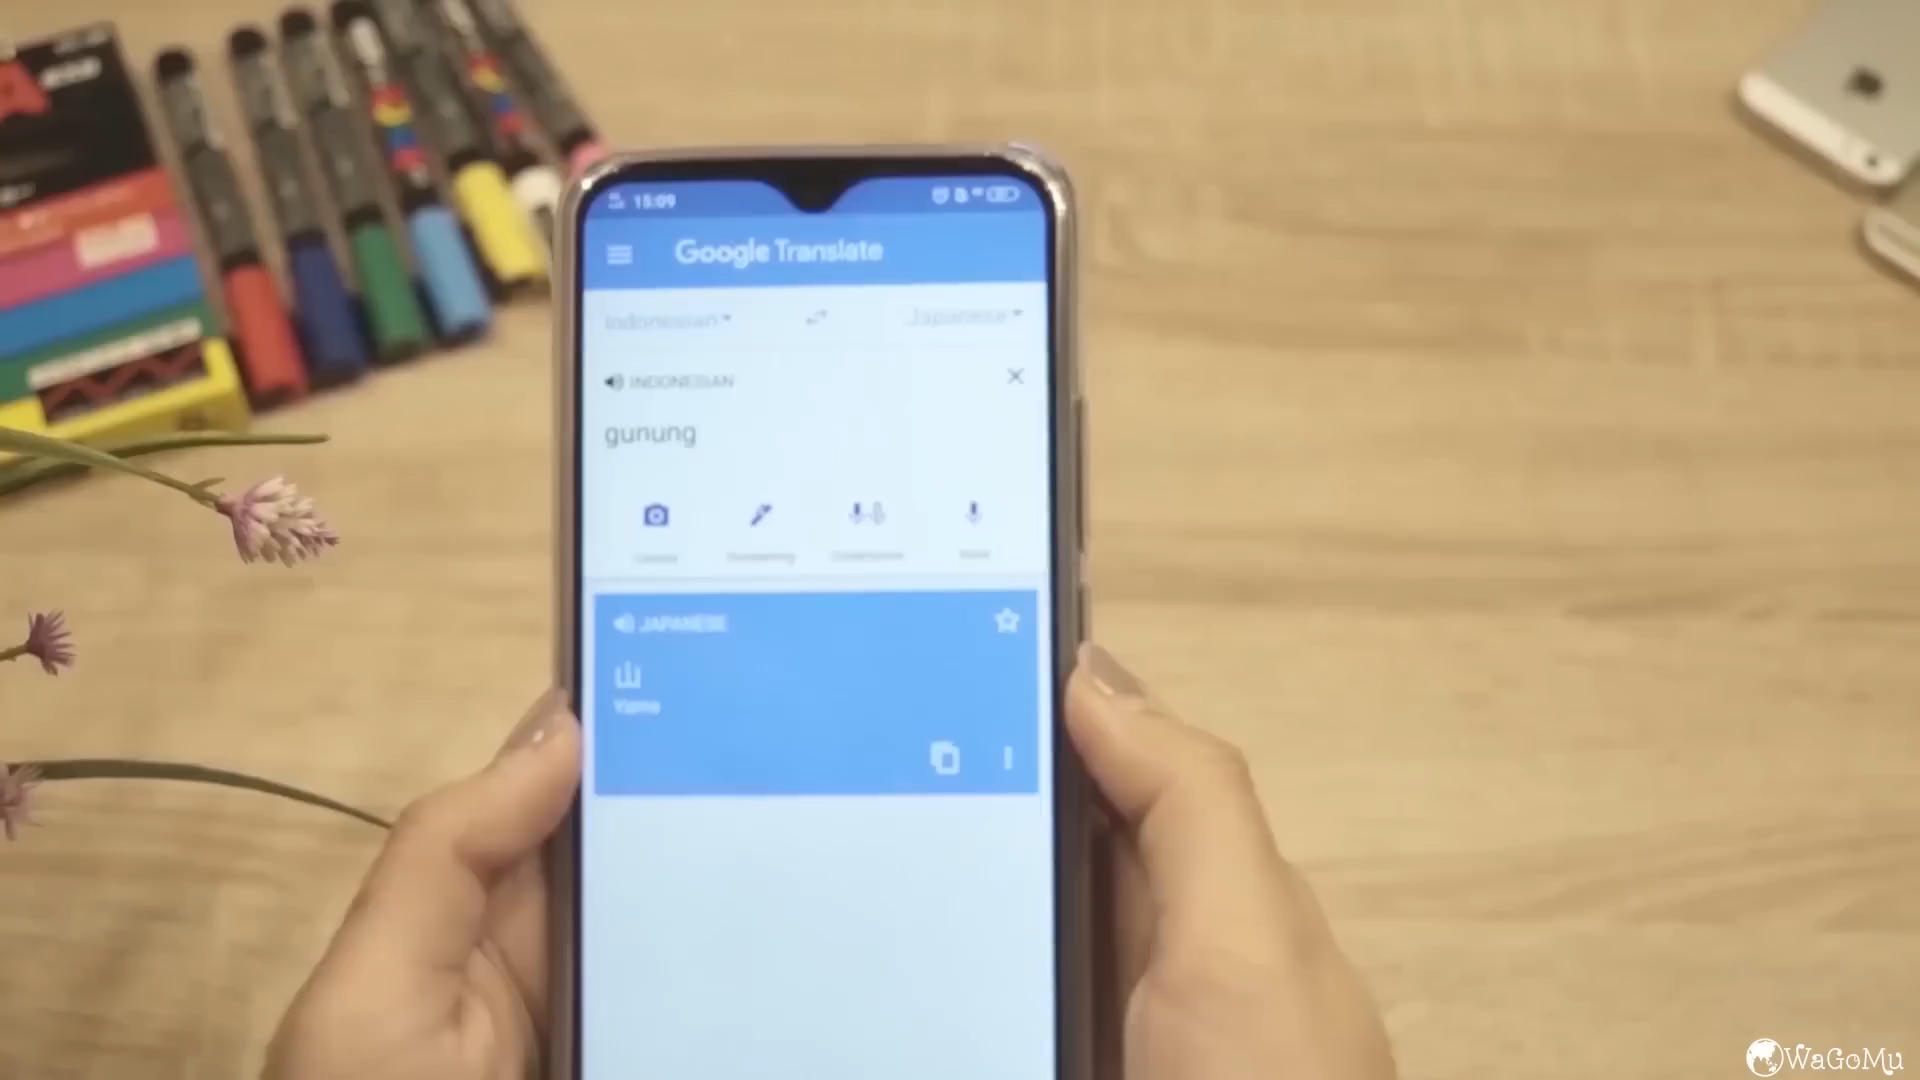 15:09
Google Translate
Indonesian Japanese
INDONESIAN
gunung
JAPANESE
山
Yama
WaGoMu